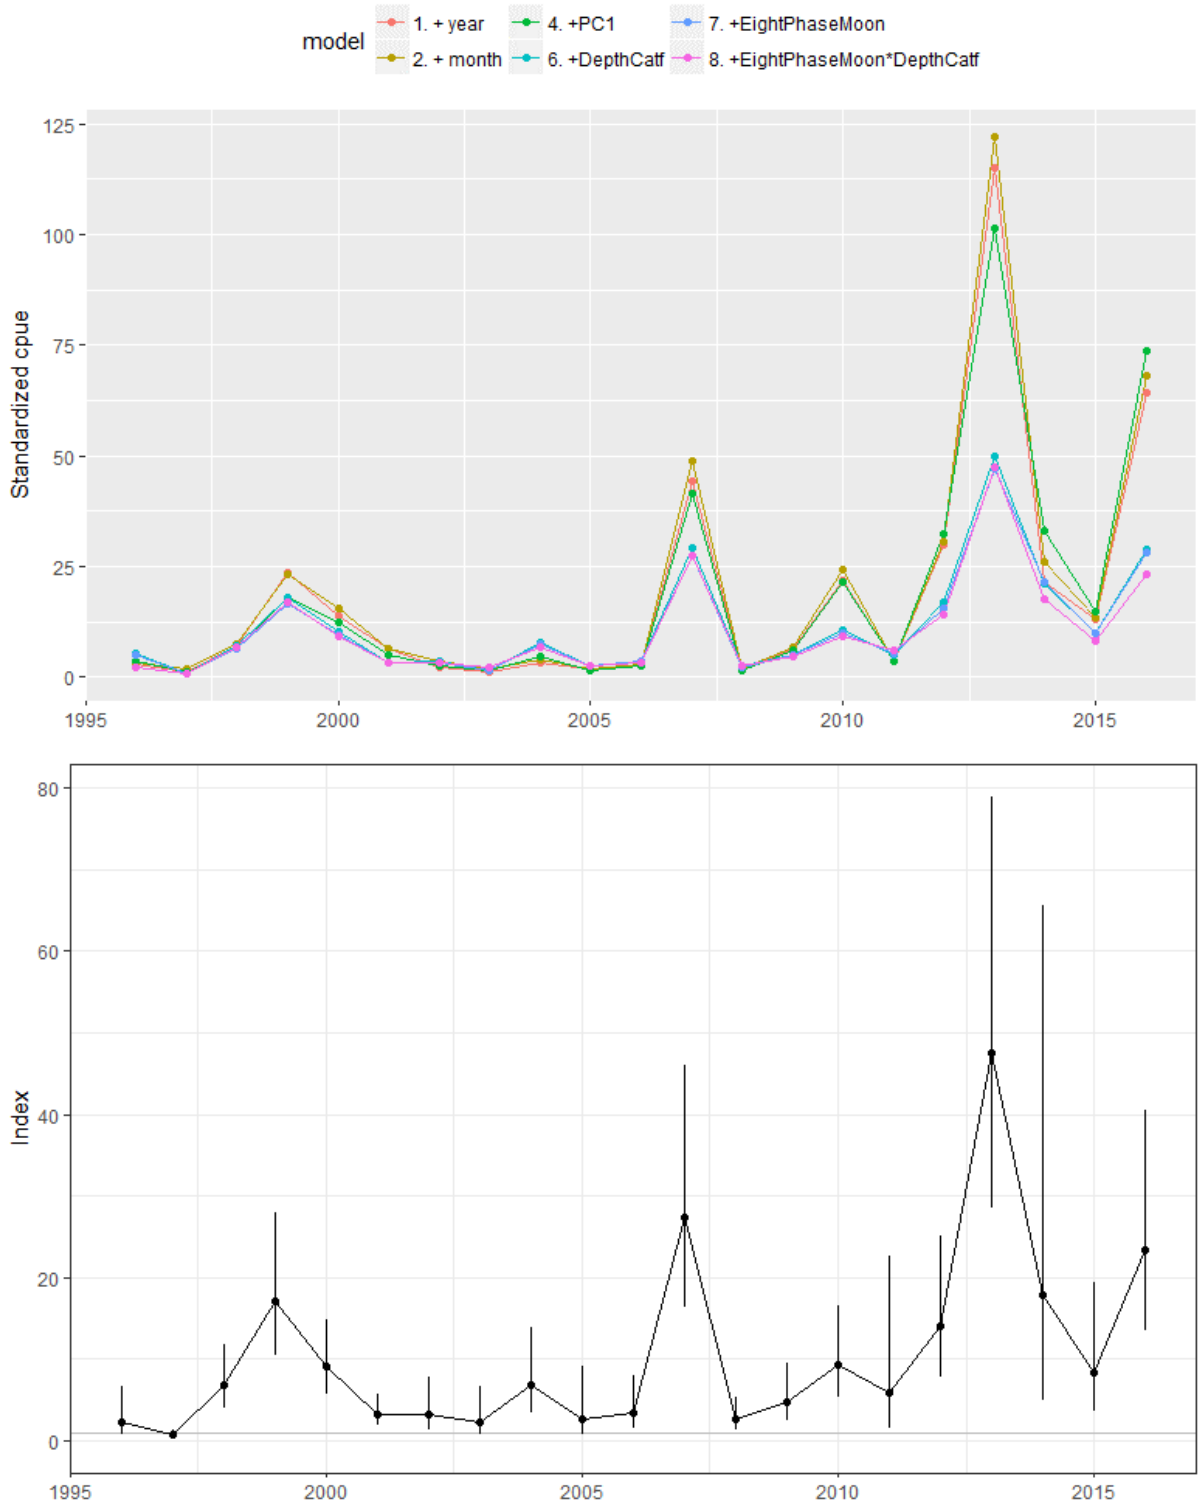 model
1. + year
4. +PC1
7. +EightPhaseMoon
2. + month
6. +DepthCatf
8. +EightPhaseMoon*DepthCatf
Standardized cpue
125
100
75
50
25
0
1995
2000
2005
2010
2015
Index
80
60
40
20
0
1995
2000
2005
2010
2015